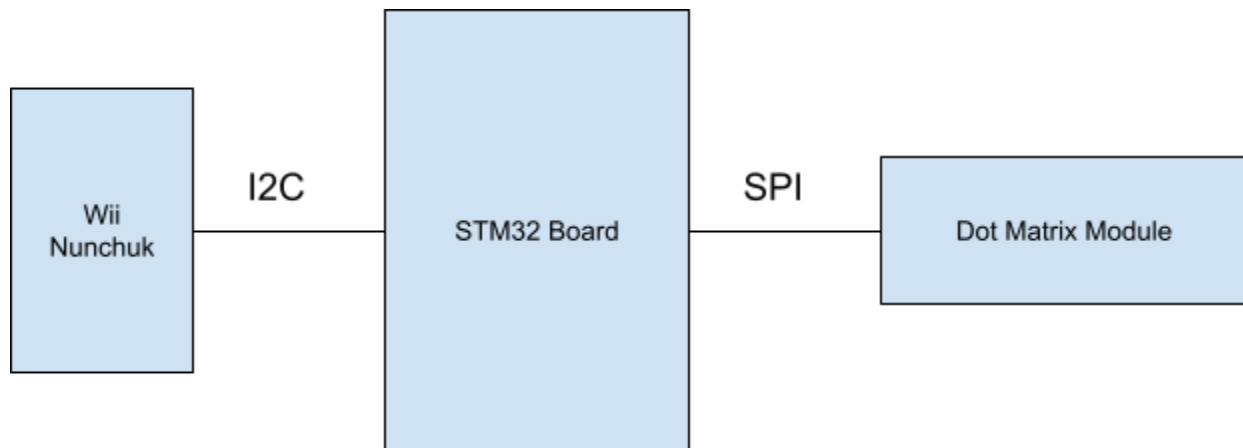 Wii
Nunchuk
I2C
STM32 Board
SPI
Dot Matrix Module